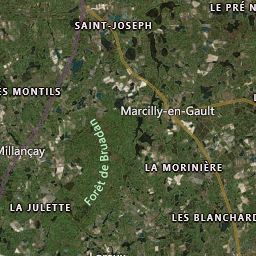 LE PRÉ N
SAINT-JOSEPH
ES MONTILS
Marcilly-en-Gault
Forêt de Bruadan
Millançay
LA MORINIÈRE
LA JULETTE
LES BLANCHARD